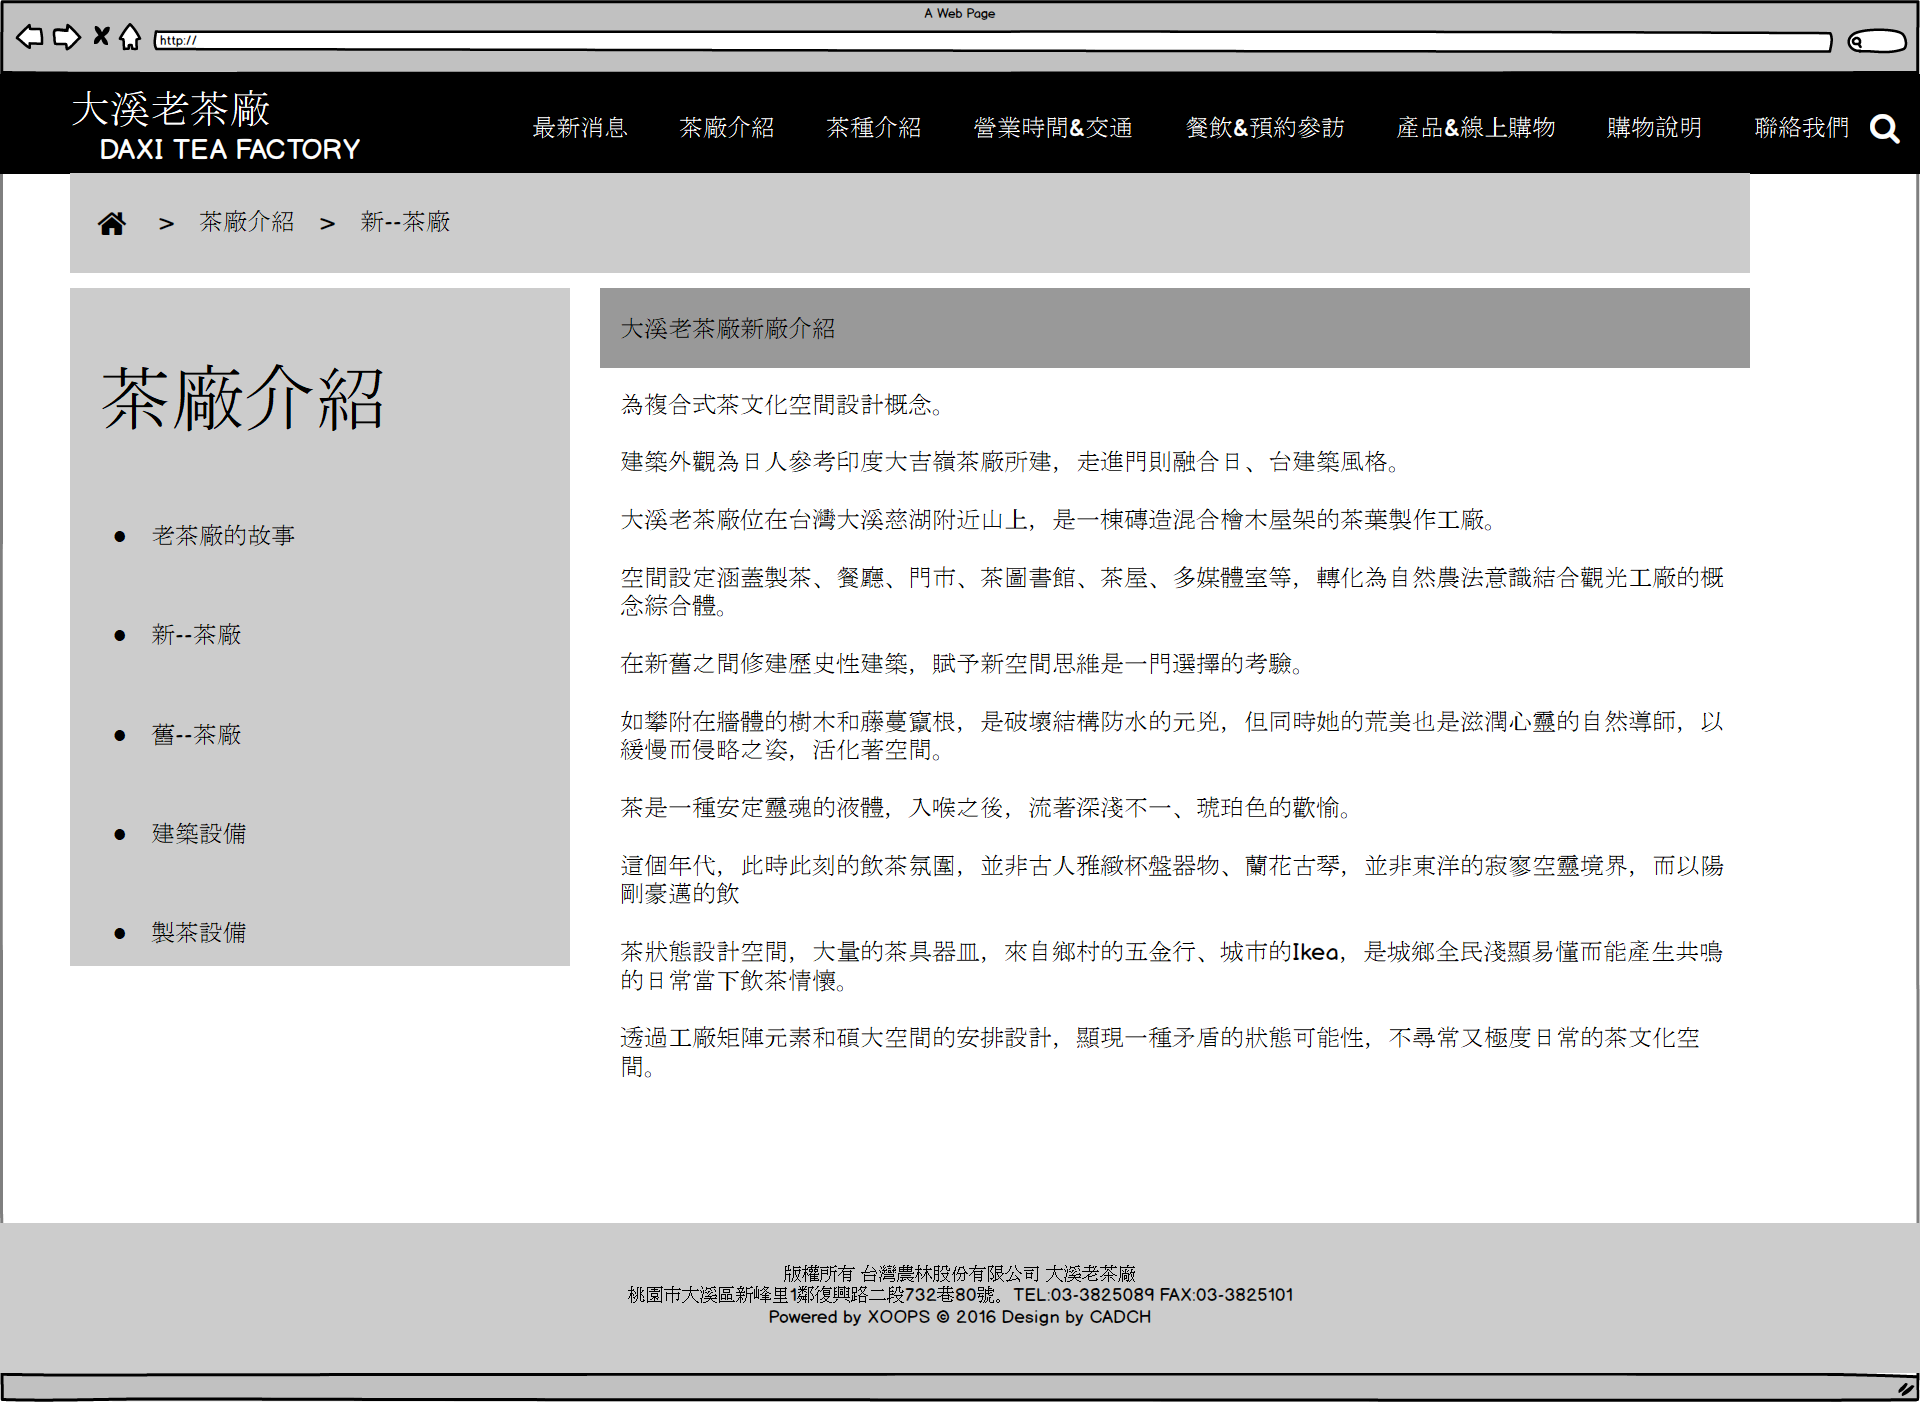 A Web Page
http://
大溪老茶廠
DAXI TEA FACTORY
最新消息 茶廠介紹 茶種介紹 營業時間&交通 餐飲&預約參訪 產品&線上購物 購物說明 聯絡我們
> 茶廠介紹 > 新--茶廠
茶廠介紹
● 老茶廠的故事
● 新--茶廠
● 舊--茶廠
● 建築設備
● 製茶設備
大溪老茶廠新廠介紹
為複合式茶文化空間設計概念。
建築外觀為日人參考印度大吉嶺茶廠所建，走進門則融合日、台建築風格。
大溪老茶廠位在台灣大溪慈湖附近山上，是一棟磚造混合檜木屋架的茶葉製作工廠。
空間設定涵蓋製茶、餐廳、門市、茶圖書館、茶屋、多媒體室等，轉化為自然農法意識結合觀光工廠的概
念綜合體。
在新舊之間修建歷史性建築，賦予新空間思維是一門選擇的考驗。
如攀附在牆體的樹木和藤蔓竄根，是破壞結構防水的元兇，但同時她的荒美也是滋潤心靈的自然導師，以
緩慢而侵略之姿，活化著空間。
茶是一種安定靈魂的液體，入喉之後，流著深淺不一、琥珀色的歡愉。
這個年代，此時此刻的飲茶氛圍，並非古人雅緻杯盤器物、蘭花古琴，並非東洋的寂寥空靈境界，而以陽
剛豪邁的飲
茶狀態設計空間，大量的茶具器皿，來自鄉村的五金行、城市的Ikea，是城鄉全民淺顯易懂而能產生共鳴
的日常當下飲茶情懷。
透過工廠矩陣元素和碩大空間的安排設計，顯現一種矛盾的狀態可能性，不尋常又極度日常的茶文化空
間。
版權所有 台灣農林股份有限公司 大溪老茶廠
桃園市大溪區新峰里1鄰復興路二段732巷80號。TEL:03-3825089 FAX:03-3825101
Powered by XOOPS © 2016 Design by CADCH